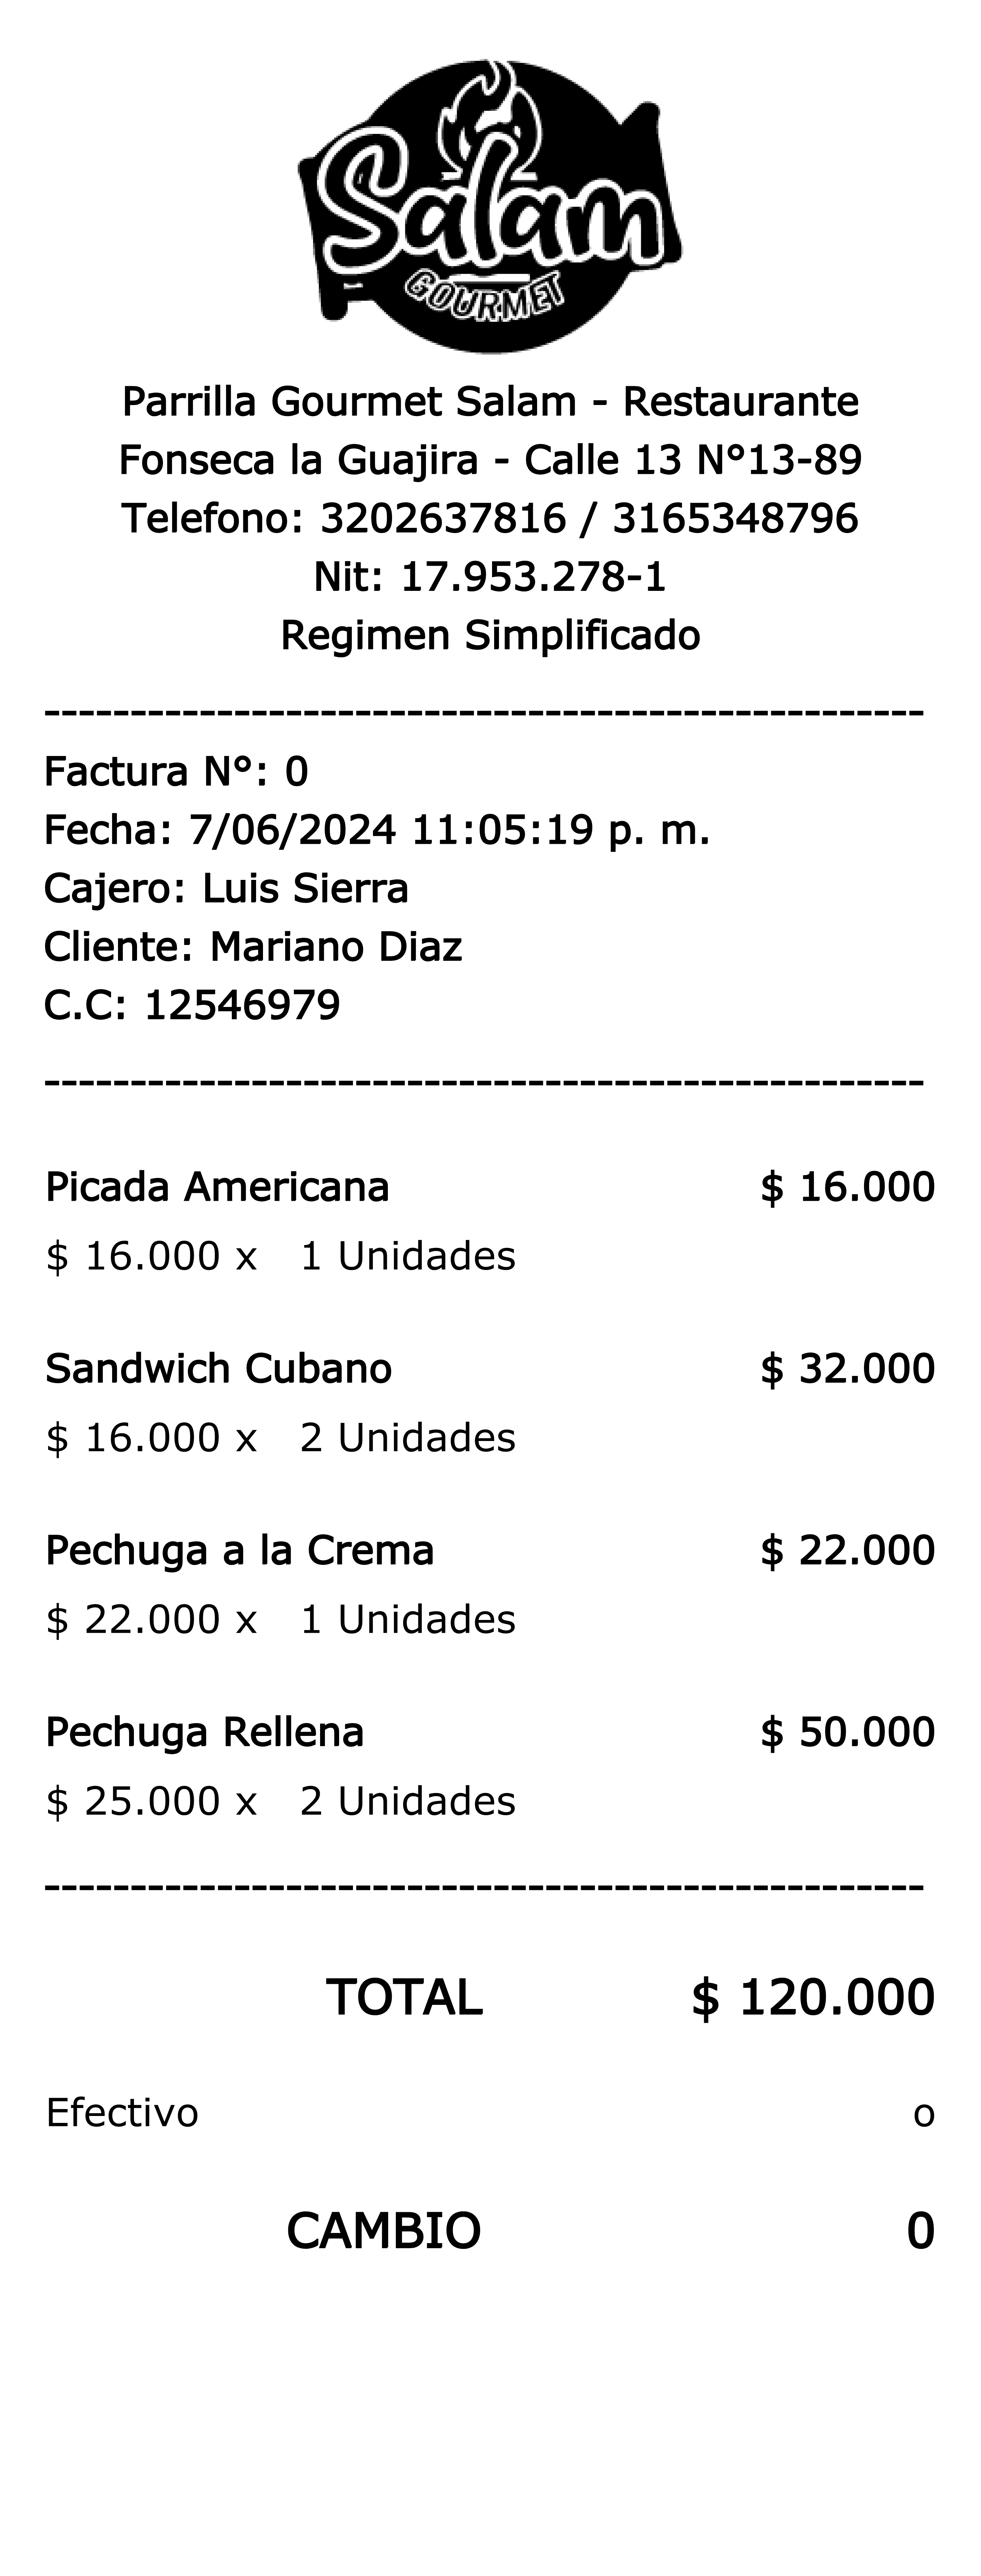 Salam
GOURMET
Parrilla Gourmet Salam - Restaurante
Fonseca la Guajira - Calle 13 N°13-89
Telefono: 3202637816 / 3165348796
Nit: 17.953.278-1
Regimen Simplificado
---------------------------------------------------
Factura N°: 0
Fecha: 7/06/2024 11:05:19 p. m.
Cajero: Luis Sierra
Cliente: Mariano Diaz
C.C: 12546979
---------------------------------------------------
Picada Americana $ 16.000
$ 16.000 x 1 Unidades
Sandwich Cubano $ 32.000
$ 16.000 x 2 Unidades
Pechuga a la Crema $ 22.000
$ 22.000 x 1 Unidades
Pechuga Rellena $ 50.000
$ 25.000 x 2 Unidades
---------------------------------------------------
TOTAL $ 120.000
Efectivo o
CAMBIO 0